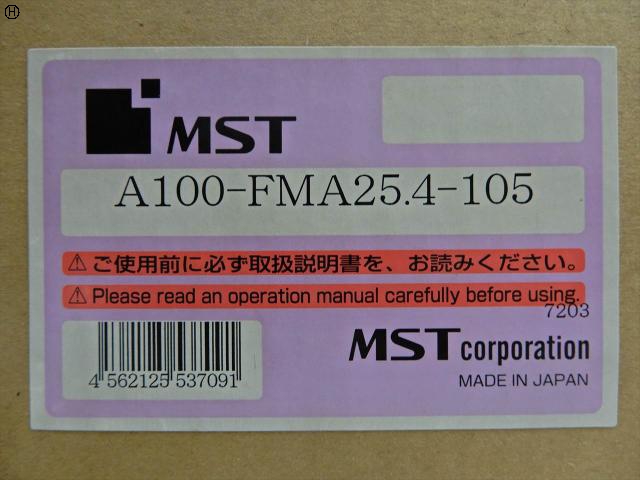 H
MST
A100-FMA25.4-105
⚠ご使用前に必ず取扱説明書を、お読みください。
⚠Please read an operation manual carefully before using.
7203
4 562125 537091
MST corporation
MADE IN JAPAN